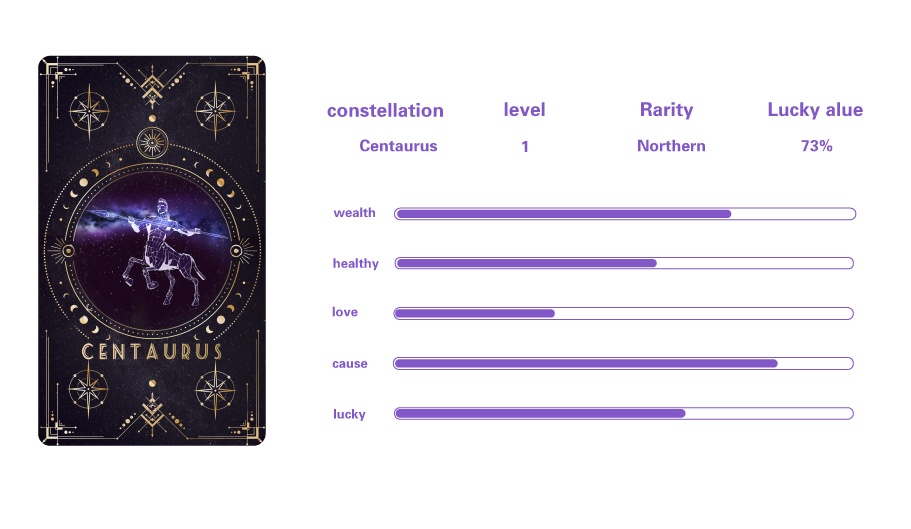 CENTAURUS
constellation level Rarity Lucky alue
Centaurus 1 Northern 73%
wealth
healthy
love
cause
lucky